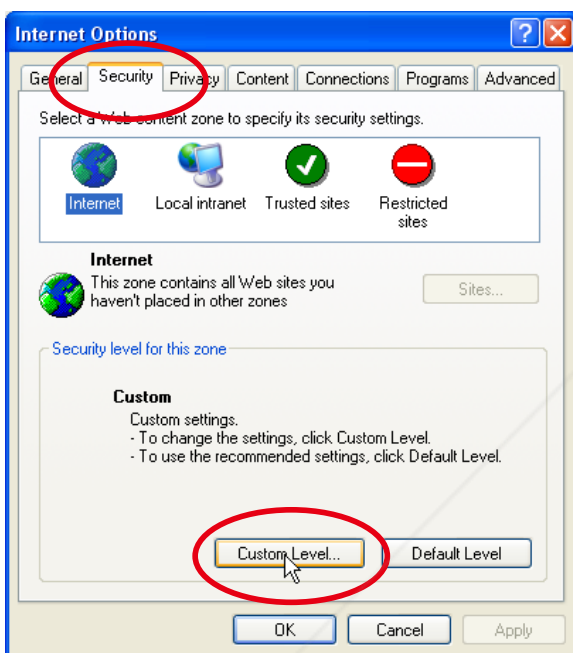 Internet Options
General Security Privacy Content Connections Programs Advanced
Select a Web content zone to specify its security settings.
Internet Local intranet Trusted sites Restricted
sites
Internet
This zone contains all Web sites you
haven't placed in other zones
Sites...
Security level for this zone
Custom
Custom settings.
- To change the settings, click Custom Level.
- To use the recommended settings, click Default Level.
Custom Level... Default Level
OK Cancel Apply